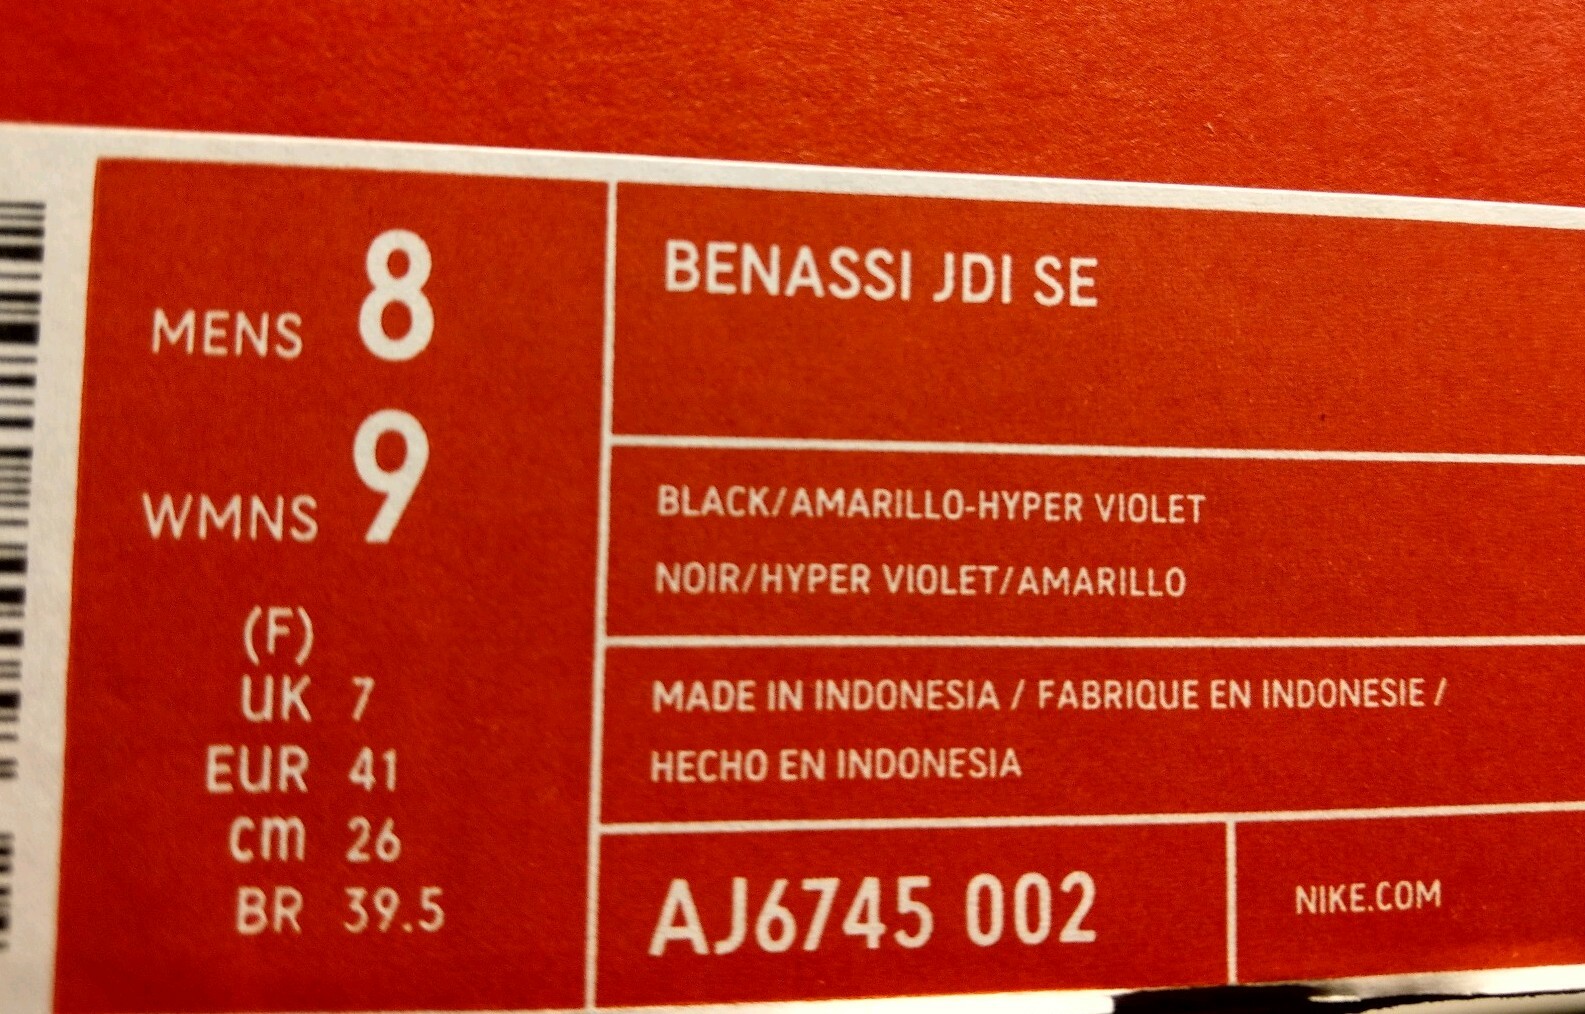 MENS 8
WMNS 9
(F)
UK 7
EUR 41
cm 26
BR 39.5
BENASSI JDI SE
BLACK/AMARILLO-HYPER VIOLET
NOIR/HYPER VIOLET/AMARILLO
MADE IN INDONESIA / FABRIQUE EN INDONESIE /
HECHO EN INDONESIA
AJ6745 002
NIKE.COM